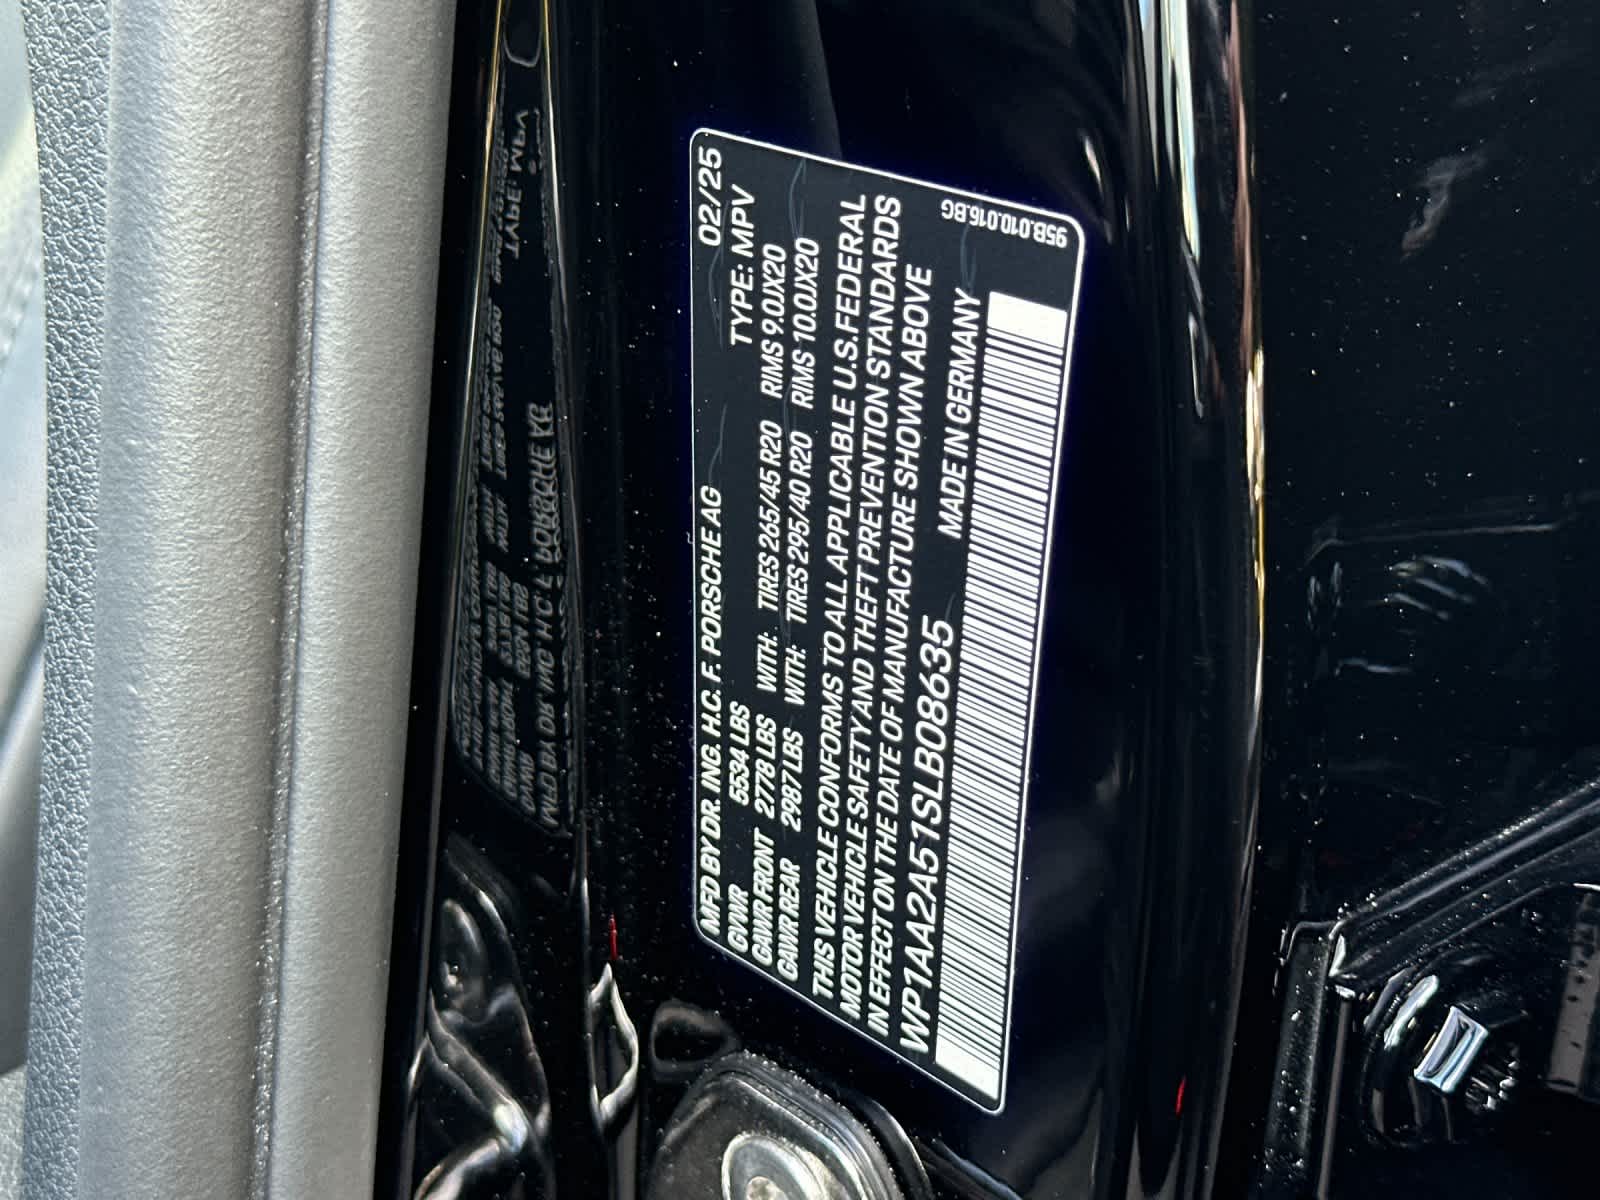 MFD BY DR. ING. H.C. F. PORSCHE AG 02/25
GVWR 5534 LBS TYPE: MPV
GAWR FRONT 2778 LBS WITH: TIRES 265/45 R20 RIMS 9.0JX20
GAWR REAR 2987 LBS WITH: TIRES 295/40 R20 RIMS 10.0JX20
THIS VEHICLE CONFORMS TO ALL APPLICABLE U.S. FEDERAL
MOTOR VEHICLE SAFETY AND THEFT PREVENTION STANDARDS
IN EFFECT ON THE DATE OF MANUFACTURE SHOWN ABOVE
WP1AA2A51SLB08635 MADE IN GERMANY
95B.010.016.BG